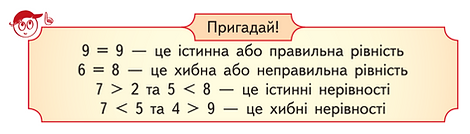 Пригадай!
9 = 9 — це істинна або правильна рівність
6 = 8 — це хибна або неправильна рівність
7 > 2 та 5 < 8 — це істинні нерівності
7 < 5 та 4 > 9 — це хибні нерівності